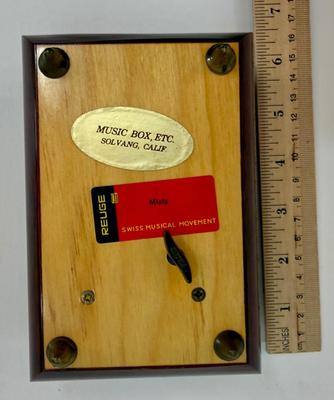 MUSIC BOX, ETC.
SOLVANG, CALIF.
REUGE
Misty
SWISS MUSICAL MOVEMENT
INCHES
1
2
3
4
5
6
7